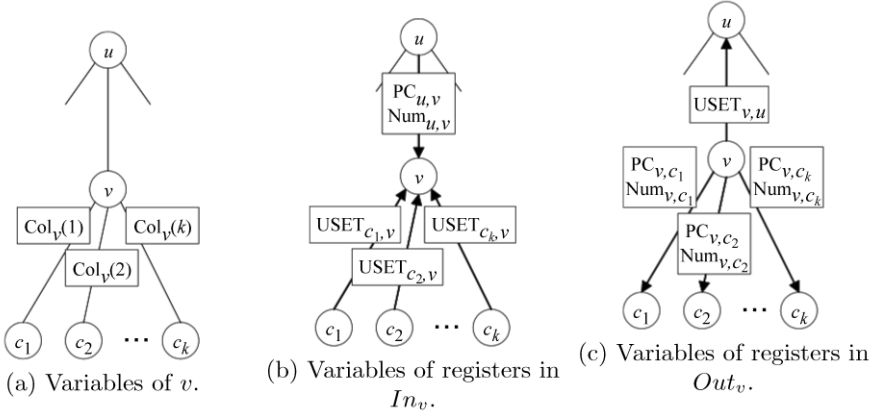 u
v
Col_v(1)
Col_v(k)
Col_v(2)
c_1
c_2
...
c_k
(a) Variables of v.
u
PC_{u,v}
Num_{u,v}
v
USET_{c_1,v}
USET_{c_k,v}
USET_{c_2,v}
c_1
c_2
...
c_k
(b) Variables of registers in
In_v.
u
USET_{v,u}
v
PC_{v,c_1}
Num_{v,c_1}
PC_{v,c_k}
Num_{v,c_k}
PC_{v,c_2}
Num_{v,c_2}
c_1
c_2
...
c_k
(c) Variables of registers in
Out_v.